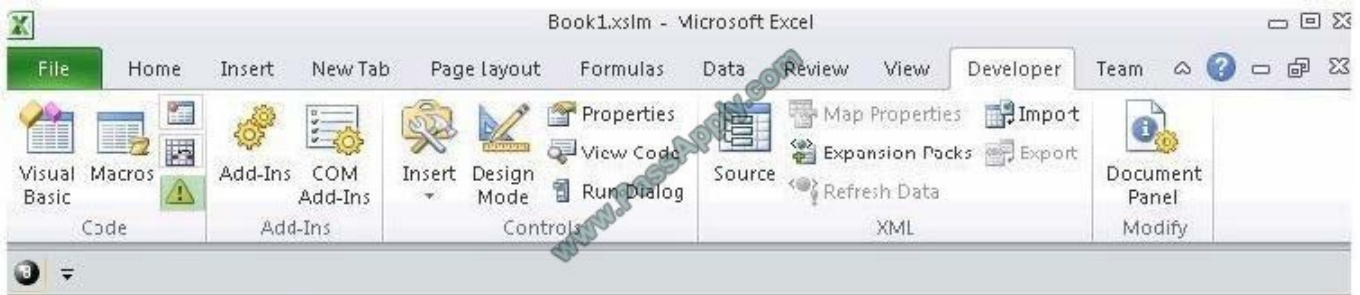 Book1.xslm - Microsoft Excel
File Home Insert New Tab Page Layout Formulas Data Review View Developer Team
Visual Basic
Macros
Code
Add-Ins
COM Add-Ins
Add-Ins
Insert
Design Mode
Properties
View Code
Run Dialog
Controls
Source
Map Properties
Expansion Packs
Refresh Data
Import
Export
XML
Document Panel
Modify
www.PassApply.com
8